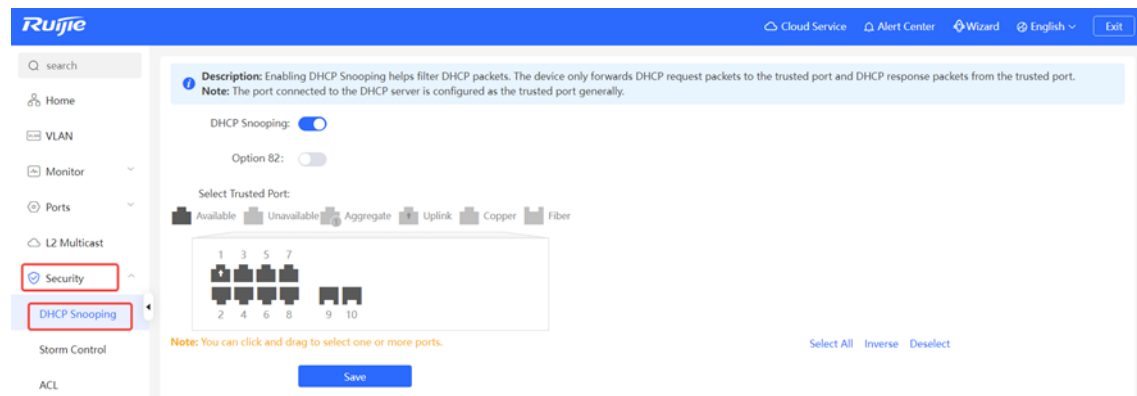 Ruijie
Cloud Service Alert Center Wizard English Exit
search
Home
VLAN
Monitor
Ports
L2 Multicast
Security
DHCP Snooping
Storm Control
ACL
Description: Enabling DHCP Snooping helps filter DHCP packets. The device only forwards DHCP request packets to the trusted port and DHCP response packets from the trusted port.
Note: The port connected to the DHCP server is configured as the trusted port generally.
DHCP Snooping:
Option 82:
Select Trusted Port:
Available Unavailable Aggregate Uplink Copper Fiber
1 3 5 7
2 4 6 8 9 10
Note: You can click and drag to select one or more ports.
Select All Inverse Deselect
Save